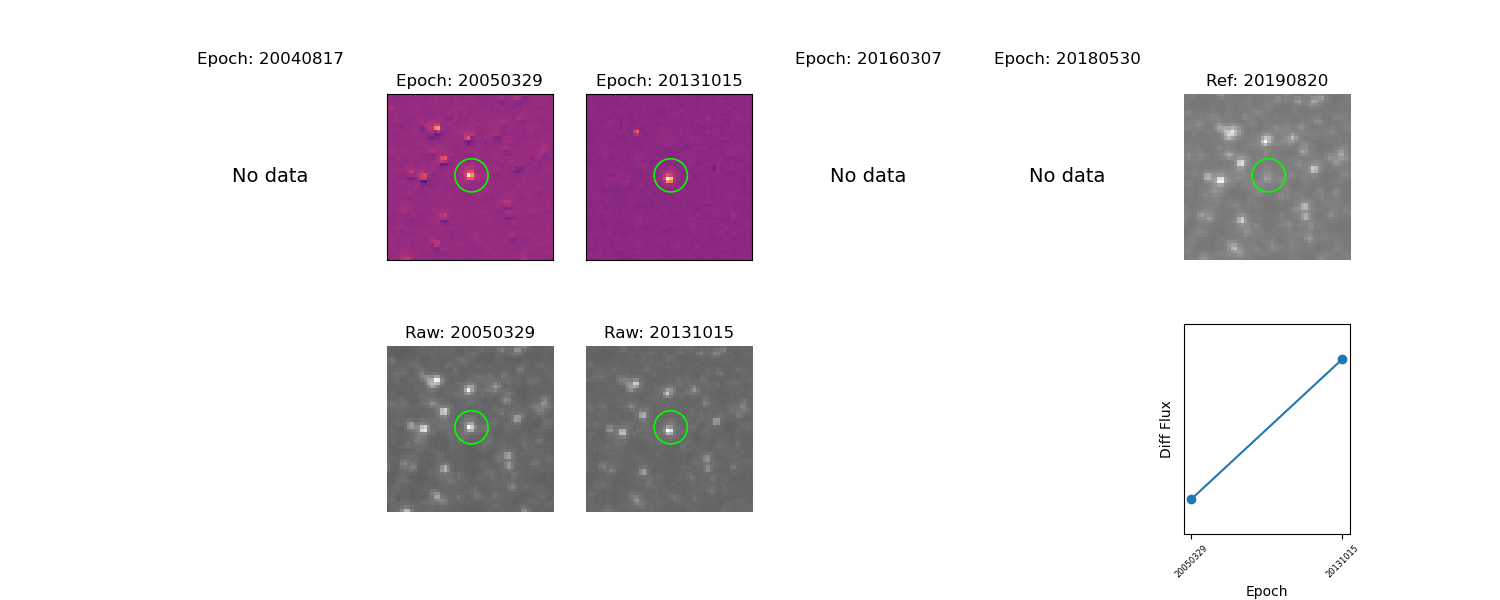 Epoch: 20040817
Epoch: 20050329
Epoch: 20131015
Epoch: 20160307
Epoch: 20180530
Ref: 20190820
No data
No data
No data
Raw: 20050329
Raw: 20131015
Diff Flux
20050329
20131015
Epoch